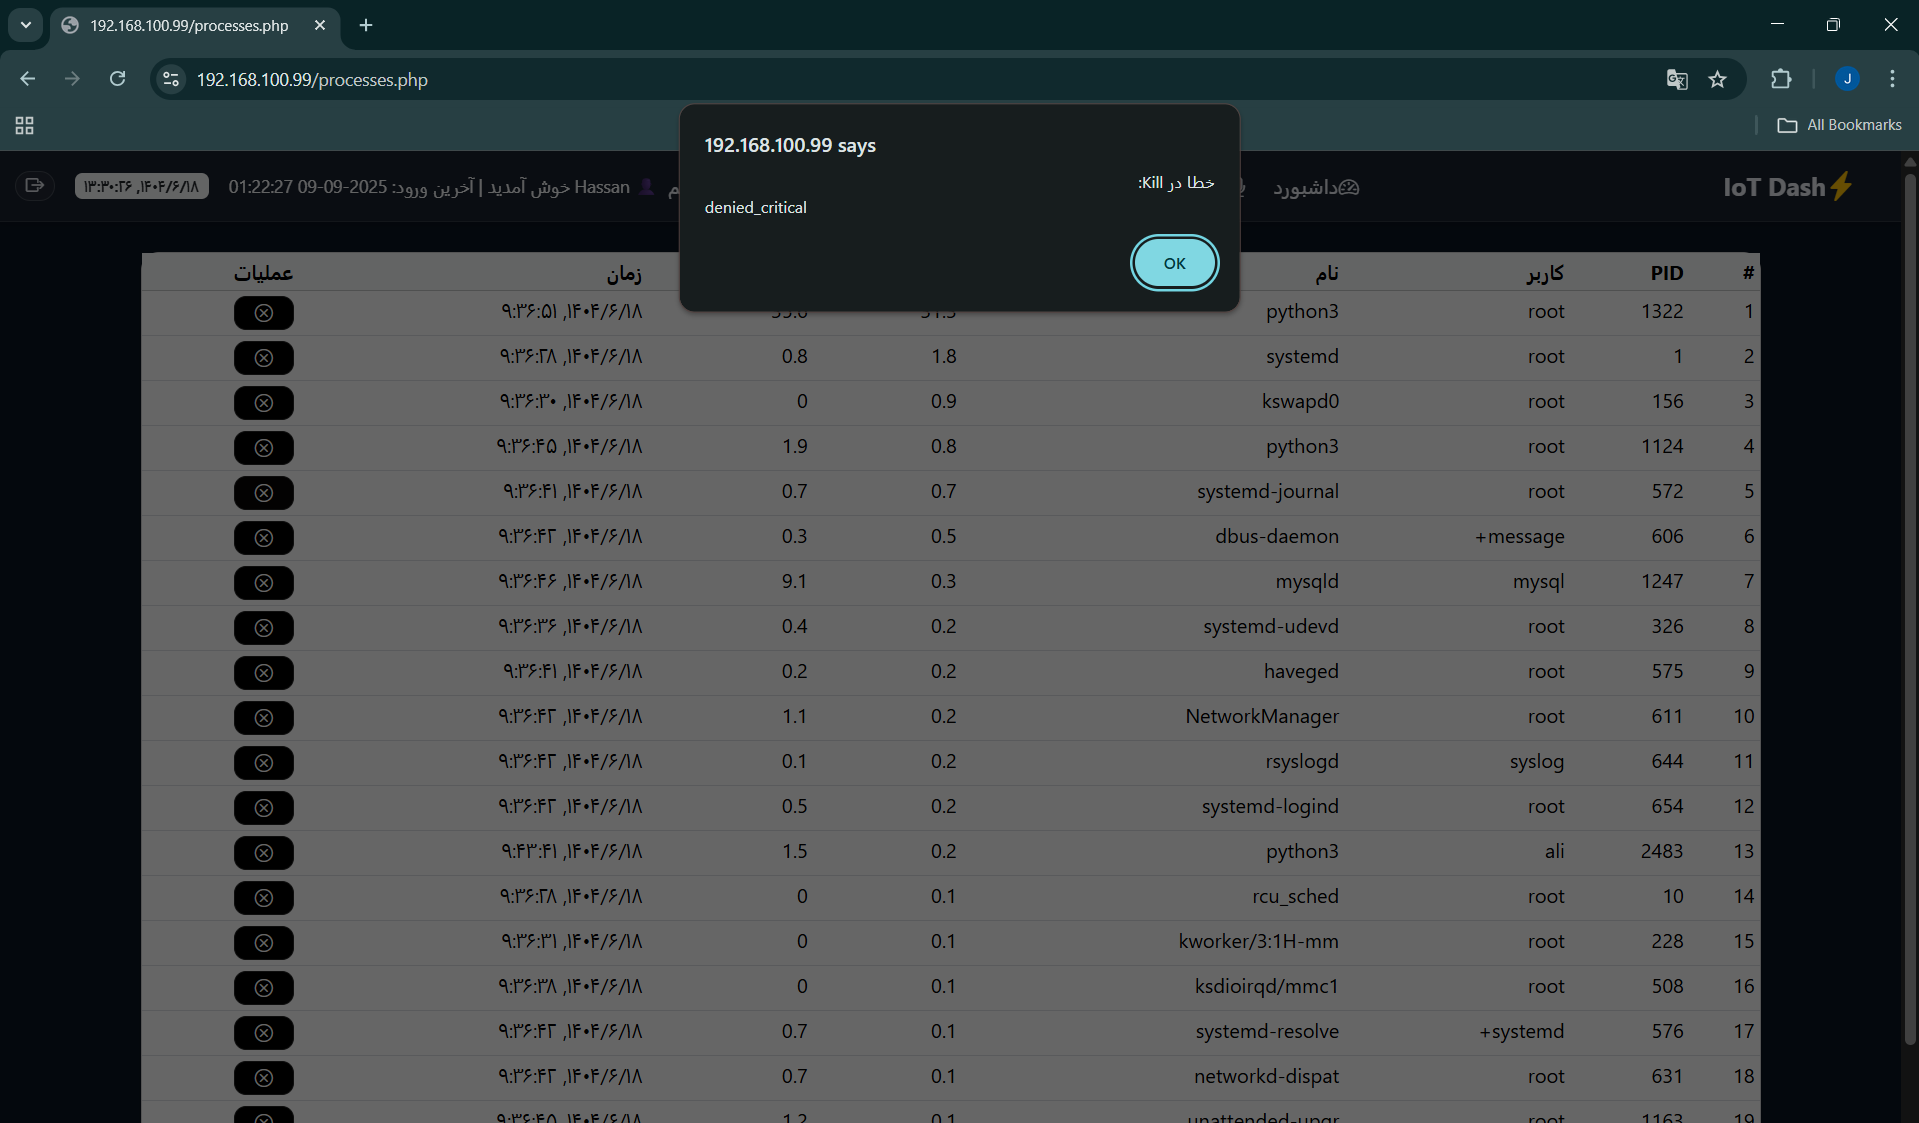 192.168.100.99/processes.php
192.168.100.99/processes.php
All Bookmarks
192.168.100.99 says
خطا در Kill:
denied_critical
OK
IoT Dash
داشبورد
Hassan خوش آمدید | آخرین ورود: 2025-09-09 01:22:27
۱۴۰۴/۶/۱۸, ۱۳:۳۰:۲۶
# PID کاربر نام زمان عملیات
1 1322 root python3 ۱۴۰۴/۶/۱۸, ۹:۳۶:۵۱
2 1 root systemd 1.8 0.8 ۱۴۰۴/۶/۱۸, ۹:۳۶:۲۸
3 156 root kswapd0 0.9 0 ۱۴۰۴/۶/۱۸, ۹:۳۶:۳۰
4 1124 root python3 0.8 1.9 ۱۴۰۴/۶/۱۸, ۹:۳۶:۴۵
5 572 root systemd-journal 0.7 0.7 ۱۴۰۴/۶/۱۸, ۹:۳۶:۴۱
6 606 message+ dbus-daemon 0.5 0.3 ۱۴۰۴/۶/۱۸, ۹:۳۶:۴۲
7 1247 mysql mysqld 0.3 9.1 ۱۴۰۴/۶/۱۸, ۹:۳۶:۴۶
8 326 root systemd-udevd 0.2 0.4 ۱۴۰۴/۶/۱۸, ۹:۳۶:۳۶
9 575 root haveged 0.2 0.2 ۱۴۰۴/۶/۱۸, ۹:۳۶:۴۱
10 611 root NetworkManager 0.2 1.1 ۱۴۰۴/۶/۱۸, ۹:۳۶:۴۲
11 644 syslog rsyslogd 0.2 0.1 ۱۴۰۴/۶/۱۸, ۹:۳۶:۴۲
12 654 root systemd-logind 0.2 0.5 ۱۴۰۴/۶/۱۸, ۹:۳۶:۴۲
13 2483 ali python3 0.2 1.5 ۱۴۰۴/۶/۱۸, ۹:۴۳:۴۱
14 10 root rcu_sched 0.1 0 ۱۴۰۴/۶/۱۸, ۹:۳۶:۲۸
15 228 root kworker/3:1H-mm 0.1 0 ۱۴۰۴/۶/۱۸, ۹:۳۶:۳۱
16 508 root ksdioirqd/mmc1 0.1 0 ۱۴۰۴/۶/۱۸, ۹:۳۶:۳۸
17 576 systemd+ systemd-resolve 0.1 0.7 ۱۴۰۴/۶/۱۸, ۹:۳۶:۴۲
18 631 root networkd-dispat 0.1 0.7 ۱۴۰۴/۶/۱۸, ۹:۳۶:۴۲
19 1163 root unattended-upgr 0.1 1.2 ۱۴۰۴/۶/۱۸, ۹:۳۶:۴۵